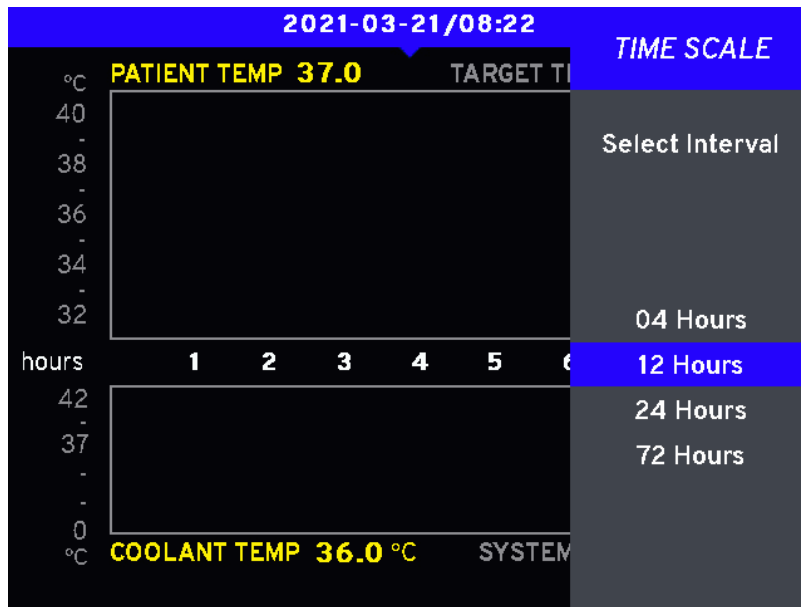 2021-03-21/08:22
TIME SCALE
°C PATIENT TEMP 37.0 TARGET
40
-
38
-
36
-
34
-
32
Select Interval
04 Hours
hours 1 2 3 4 5
12 Hours
24 Hours
72 Hours
42
-
37
-
-
0
°C COOLANT TEMP 36.0 °C SYSTEM